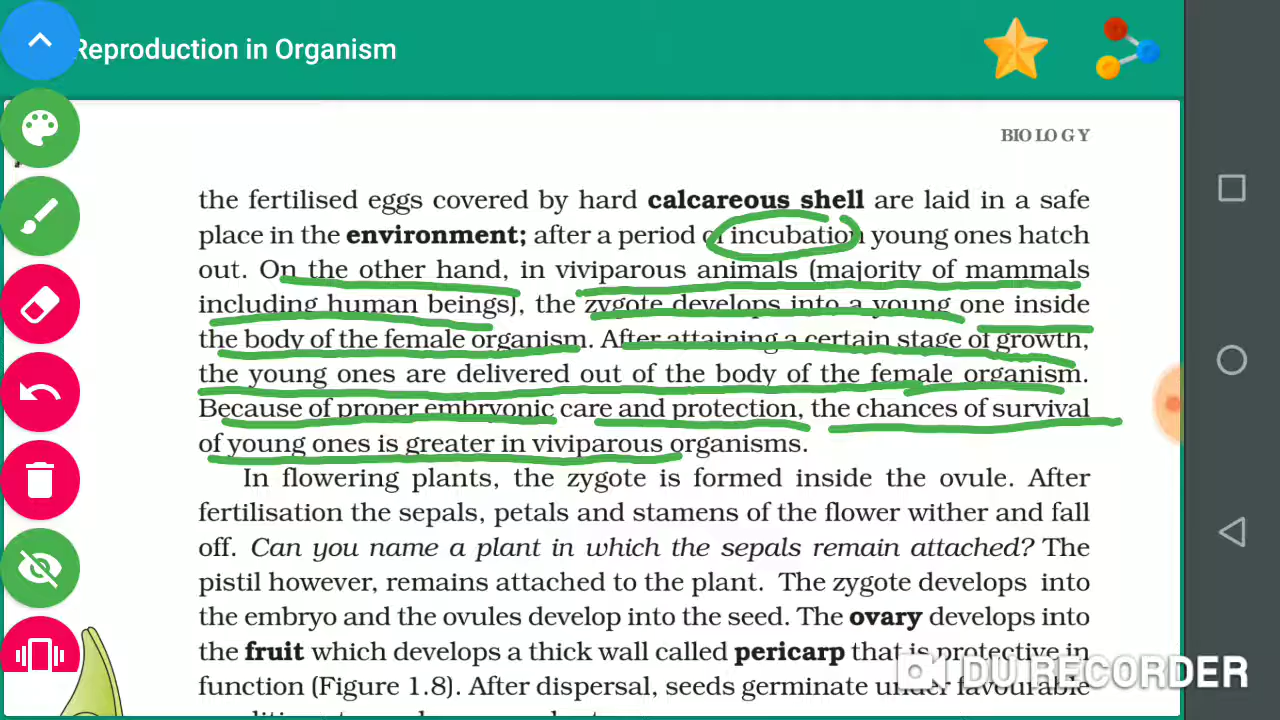 Reproduction in Organism
BIOLOGY
the fertilised eggs covered by hard calcareous shell are laid in a safe
place in the environment; after a period of incubation young ones hatch
out. On the other hand, in viviparous animals (majority of mammals
including human beings), the zygote develops into a young one inside
the body of the female organism. After attaining a certain stage of growth,
the young ones are delivered out of the body of the female organism.
Because of proper embryonic care and protection, the chances of survival
of young ones is greater in viviparous organisms.
In flowering plants, the zygote is formed inside the ovule. After
fertilisation the sepals, petals and stamens of the flower wither and fall
off. Can you name a plant in which the sepals remain attached? The
pistil however, remains attached to the plant. The zygote develops into
the embryo and the ovules develop into the seed. The ovary develops into
the fruit which develops a thick wall called pericarp that is protective in
function (Figure 1.8). After dispersal, seeds germinate under favourable
DU RECORDER